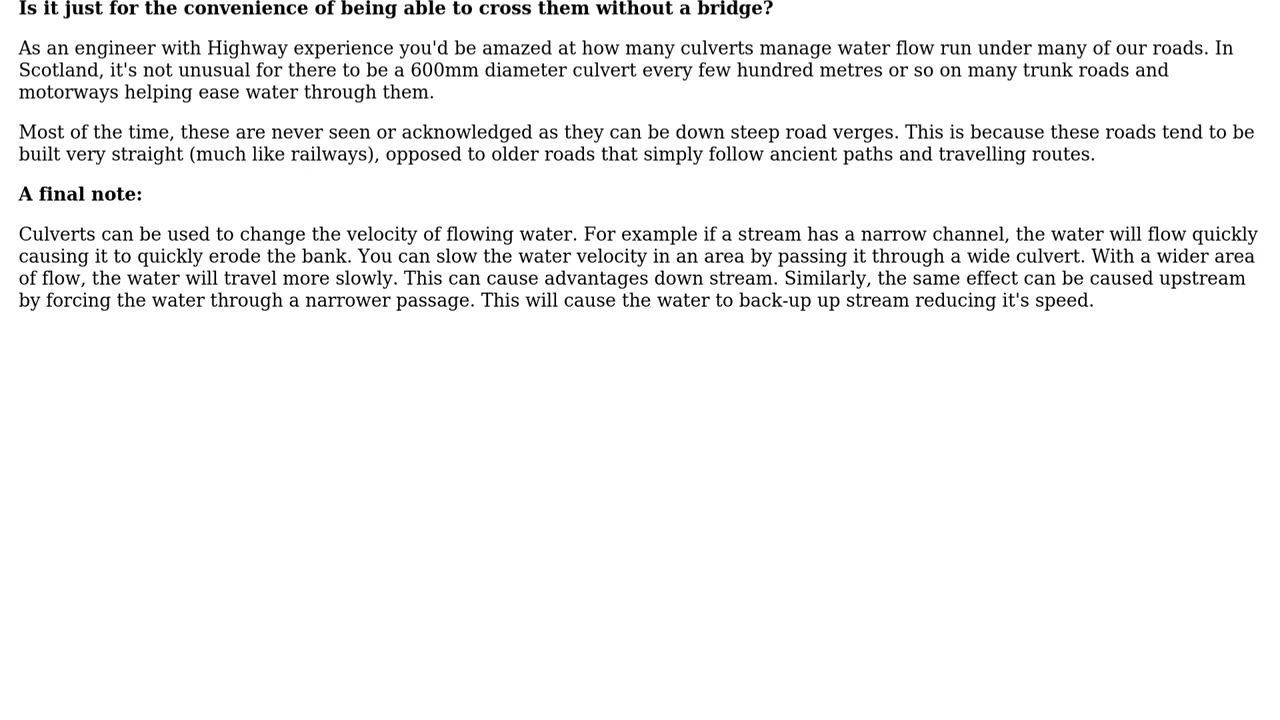 Is it just for the convenience of being able to cross them without a bridge?
As an engineer with Highway experience you'd be amazed at how many culverts manage water flow run under many of our roads. In
Scotland, it's not unusual for there to be a 600mm diameter culvert every few hundred metres or so on many trunk roads and
motorways helping ease water through them.
Most of the time, these are never seen or acknowledged as they can be down steep road verges. This is because these roads tend to be
built very straight (much like railways), opposed to older roads that simply follow ancient paths and travelling routes.
A final note:
Culverts can be used to change the velocity of flowing water. For example if a stream has a narrow channel, the water will flow quickly
causing it to quickly erode the bank. You can slow the water velocity in an area by passing it through a wide culvert. With a wider area
of flow, the water will travel more slowly. This can cause advantages down stream. Similarly, the same effect can be caused upstream
by forcing the water through a narrower passage. This will cause the water to back-up up stream reducing it's speed.